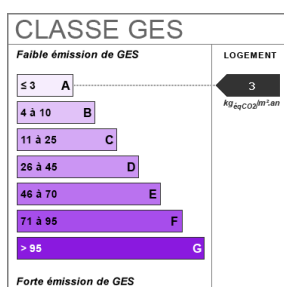 CLASSE GES
Faible émission de GES
LOGEMENT
≤ 3 A
3
kgéqCO2/m².an
4 à 10 B
11 à 25 C
26 à 45 D
46 à 70 E
71 à 95 F
> 95 G
Forte émission de GES